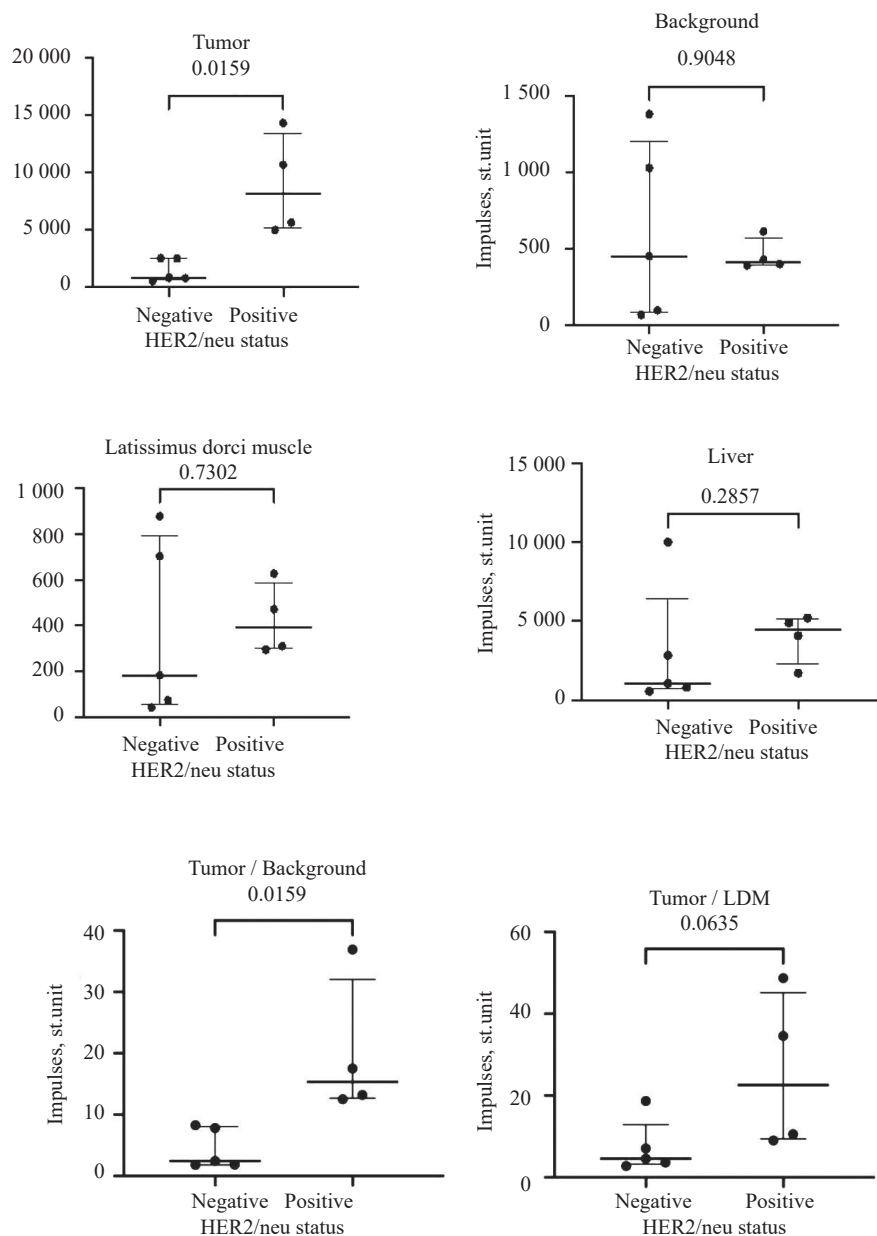 Tumor
0.0159
20 000
15 000
10 000
5 000
0
Negative Positive
HER2/neu status
Background
0.9048
Impulses, st.unit
1 500
1 000
500
0
Negative Positive
HER2/neu status
Latissimus dorci muscle
0.7302
1 000
800
600
400
200
0
Negative Positive
HER2/neu status
Liver
0.2857
Impulses, st.unit
15 000
10 000
5 000
0
Negative Positive
HER2/neu status
Tumor / Background
0.0159
Impulses, st.unit
40
30
20
10
0
Negative Positive
HER2/neu status
Tumor / LDM
0.0635
Impulses, st.unit
60
40
20
0
Negative Positive
HER2/neu status